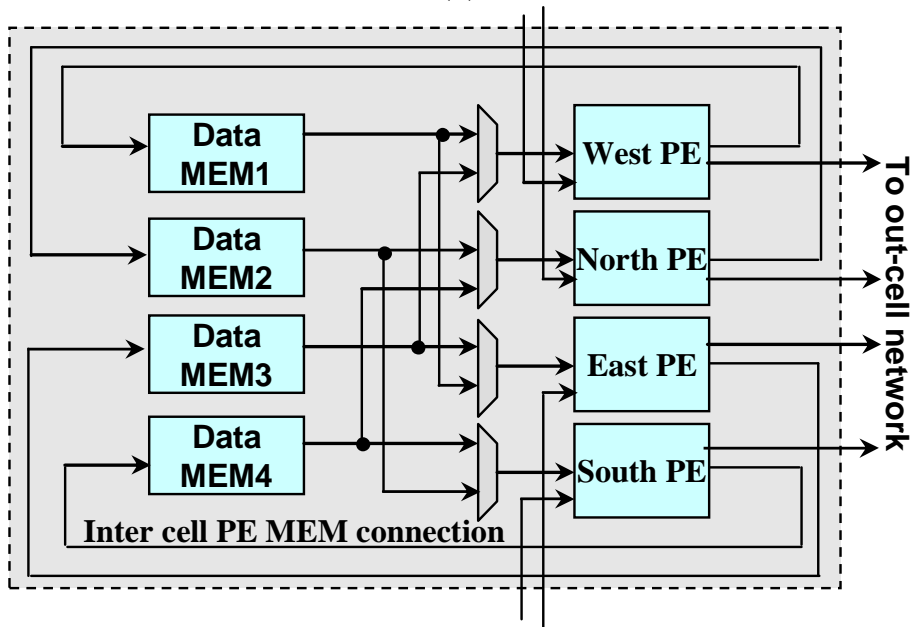 Data
MEM1
Data
MEM2
Data
MEM3
Data
MEM4
West PE
North PE
East PE
South PE
To out-cell network
Inter cell PE MEM connection